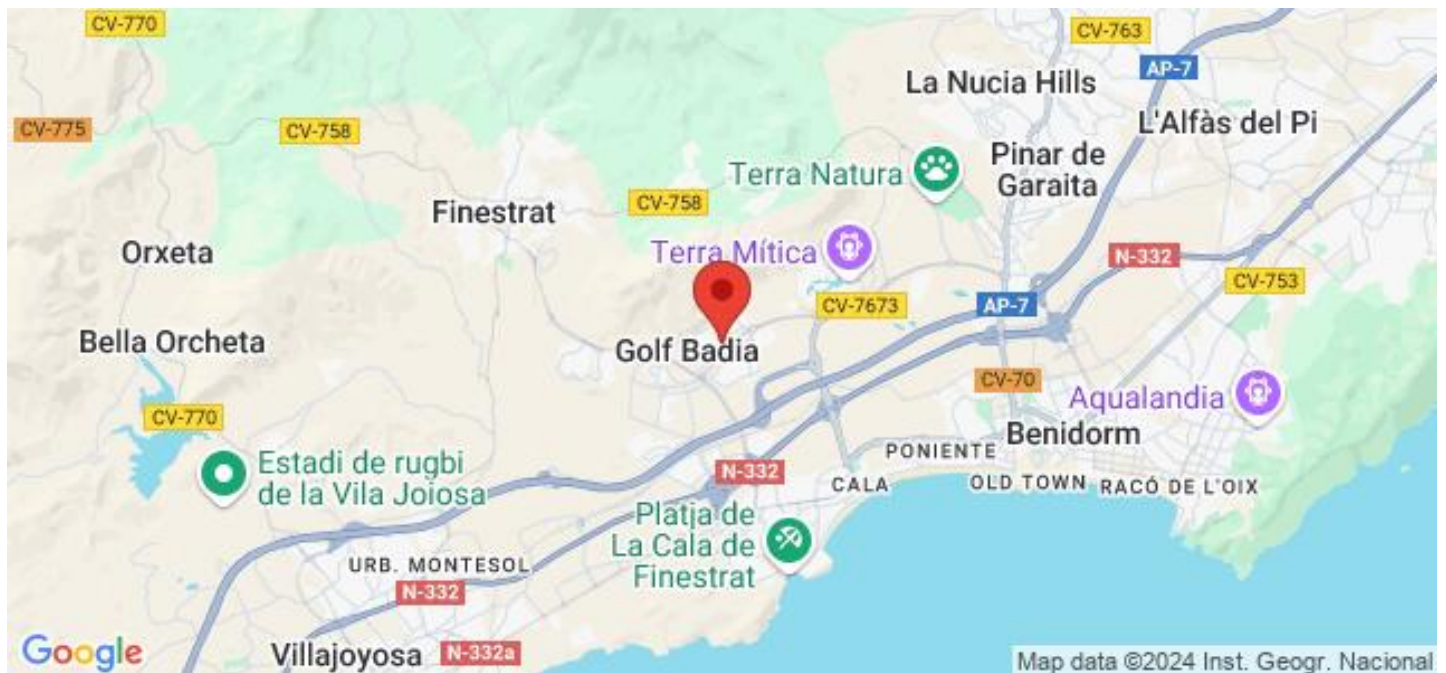 CV-770
CV-763
AP-7
La Nucia Hills
L'Alfàs del Pi
CV-775
CV-758
Pinar de
Garaita
Terra Natura
CV-758
Finestrat
Orxeta
Terra Mítica
N-332
CV-753
CV-7673
AP-7
Bella Orcheta
Golf Badia
CV-70
Aqualandia
CV-770
Benidorm
PONIENTE
Estadi de rugbi
de la Vila Joiosa
N-332
CALA
OLD TOWN
RACÓ DE L'OIX
Platja de
La Cala de
Finestrat
URB. MONTESOL
N-332
Villajoyosa
N-332a
Google
Map data ©2024 Inst. Geogr. Nacional